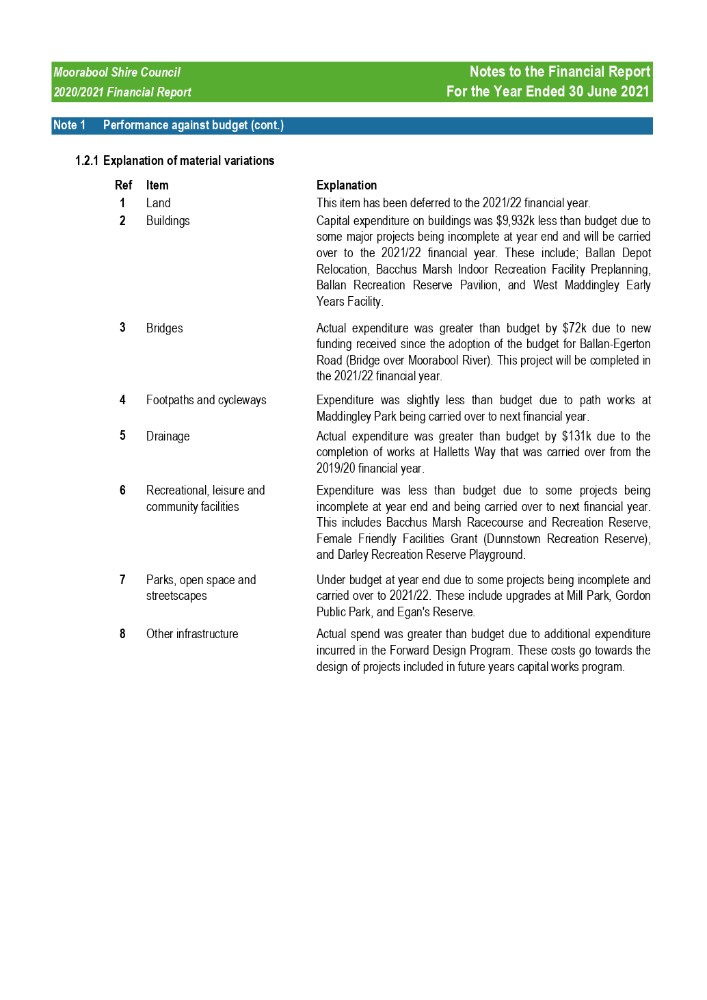 Moorabool Shire Council
Notes to the Financial Report
2020/2021 Financial Report
For the Year Ended 30 June 2021
Note 1 Performance against budget (cont.)
1.2.1 Explanation of material variations
Ref Item Explanation
1 Land This item has been deferred to the 2021/22 financial year.
2 Buildings Capital expenditure on buildings was $9,932k less than budget due to
some major projects being incomplete at year end and will be carried
over to the 2021/22 financial year. These include; Ballan Depot
Relocation, Bacchus Marsh Indoor Recreation Facility Preplanning,
Ballan Recreation Reserve Pavilion, and West Maddingley Early
Years Facility.
3 Bridges Actual expenditure was greater than budget by $72k due to new
funding received since the adoption of the budget for Ballan-Egerton
Road (Bridge over Moorabool River). This project will be completed in
the 2021/22 financial year.
4 Footpaths and cycleways Expenditure was slightly less than budget due to path works at
Maddingley Park being carried over to next financial year.
5 Drainage Actual expenditure was greater than budget by $131k due to the
completion of works at Halletts Way that was carried over from the
2019/20 financial year.
6 Recreational, leisure and Expenditure was less than budget due to some projects being
community facilities incomplete at year end and being carried over to next financial year.
This includes Bacchus Marsh Racecourse and Recreation Reserve,
Female Friendly Facilities Grant (Dunnstown Recreation Reserve),
and Darley Recreation Reserve Playground.
7 Parks, open space and Under budget at year end due to some projects being incomplete and
streetscapes carried over to 2021/22. These include upgrades at Mill Park, Gordon
Public Park, and Egan's Reserve.
8 Other infrastructure Actual spend was greater than budget due to additional expenditure
incurred in the Forward Design Program. These costs go towards the
design of projects included in future years capital works program.